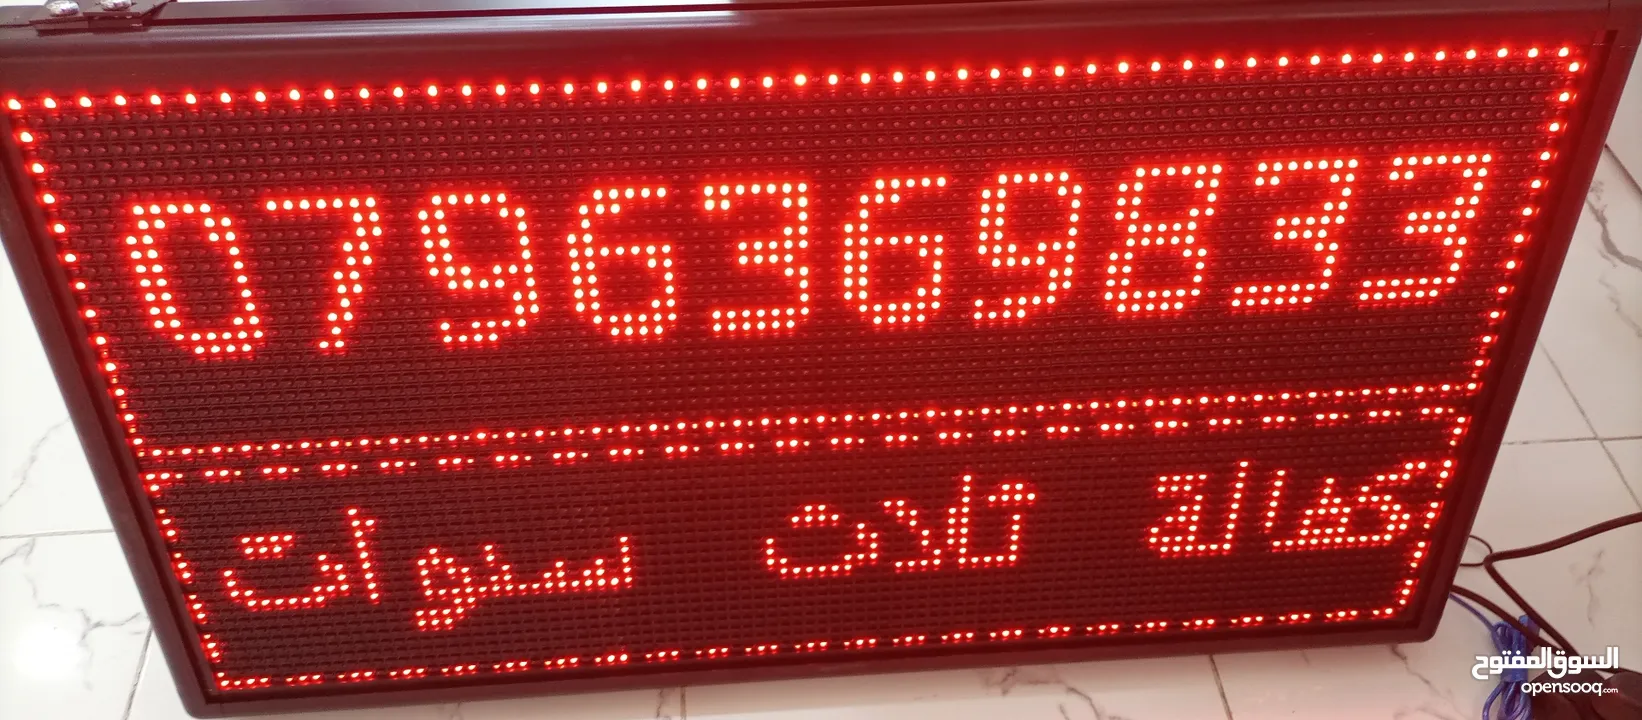 0796369833
كفالة ثلاث سنوات
السوق المفتوح
opensooq.com